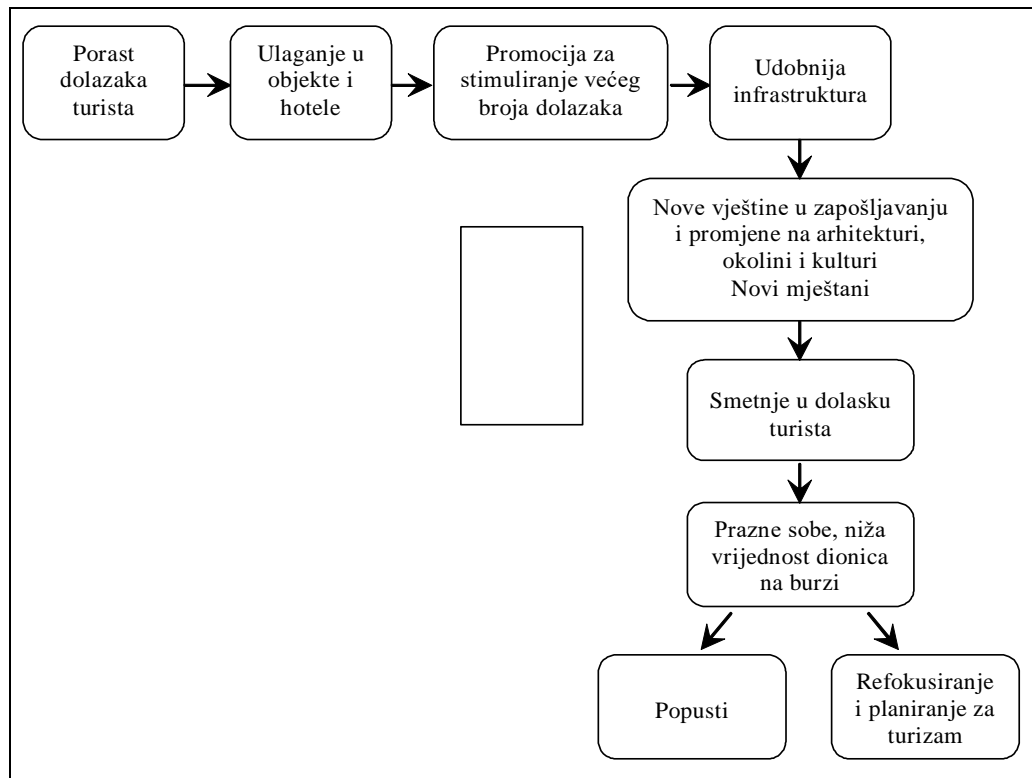 Porast
dolazaka
turista
Ulaganje u
objekte i
hotele
Promocija za
stimuliranje većeg
broja dolazaka
Udobnija
infrastruktura
Nove vještine u zapošljavanju
i promjene na arhitekturi,
okolini i kulturi
Novi mještani
Smetnje u dolasku
turista
Prazne sobe, niža
vrijednost dionica
na burzi
Popusti
Refokusiranje
i planiranje za
turizam